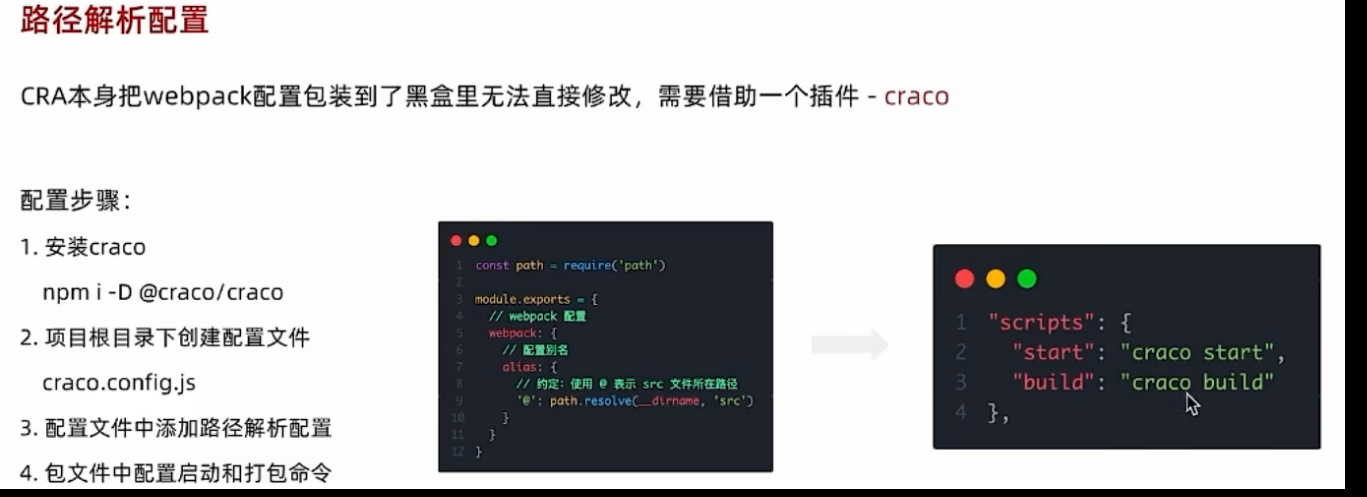 路径解析配置
CRA本身把webpack配置包装到了黑盒里无法直接修改，需要借助一个插件 - craco
配置步骤：
1. 安装craco
npm i -D @craco/craco
2. 项目根目录下创建配置文件
craco.config.js
3. 配置文件中添加路径解析配置
4. 包文件中配置启动和打包命令
1 const path = require('path')
2
3 module.exports = {
4 // webpack 配置
5 webpack: {
6 // 配置别名
7 alias: {
8 // 约定：使用 @ 表示 src 文件所在路径
9 '@': path.resolve(__dirname, 'src')
10 }
11 }
12 }
1 "scripts": {
2 "start": "craco start",
3 "build": "craco build"
4 },